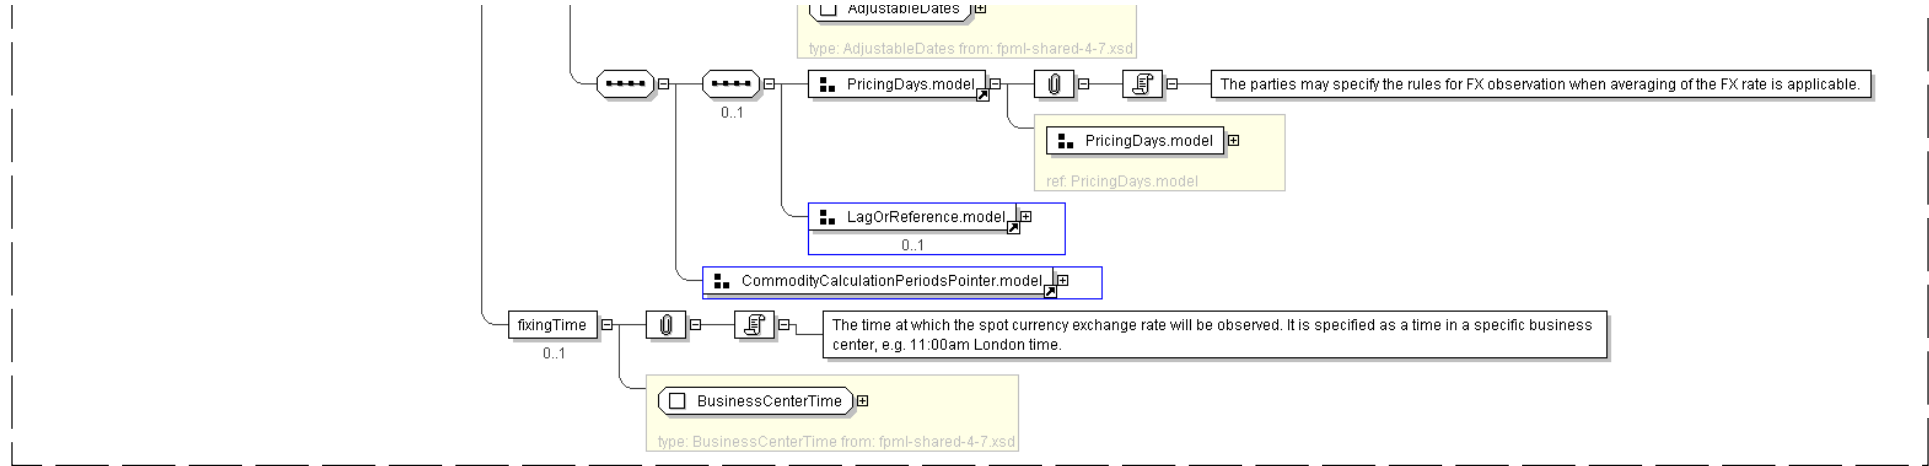 AdjustableDates
type: AdjustableDates from: fpml-shared-4-7.xsd
PricingDays.model
The parties may specify the rules for FX observation when averaging of the FX rate is applicable.
0..1
PricingDays.model
ref: PricingDays.model
LagOrReference.model
0..1
CommodityCalculationPeriodsPointer.model
fixingTime
The time at which the spot currency exchange rate will be observed. It is specified as a time in a specific business
center, e.g. 11:00am London time.
0..1
BusinessCenterTime
type: BusinessCenterTime from: fpml-shared-4-7.xsd